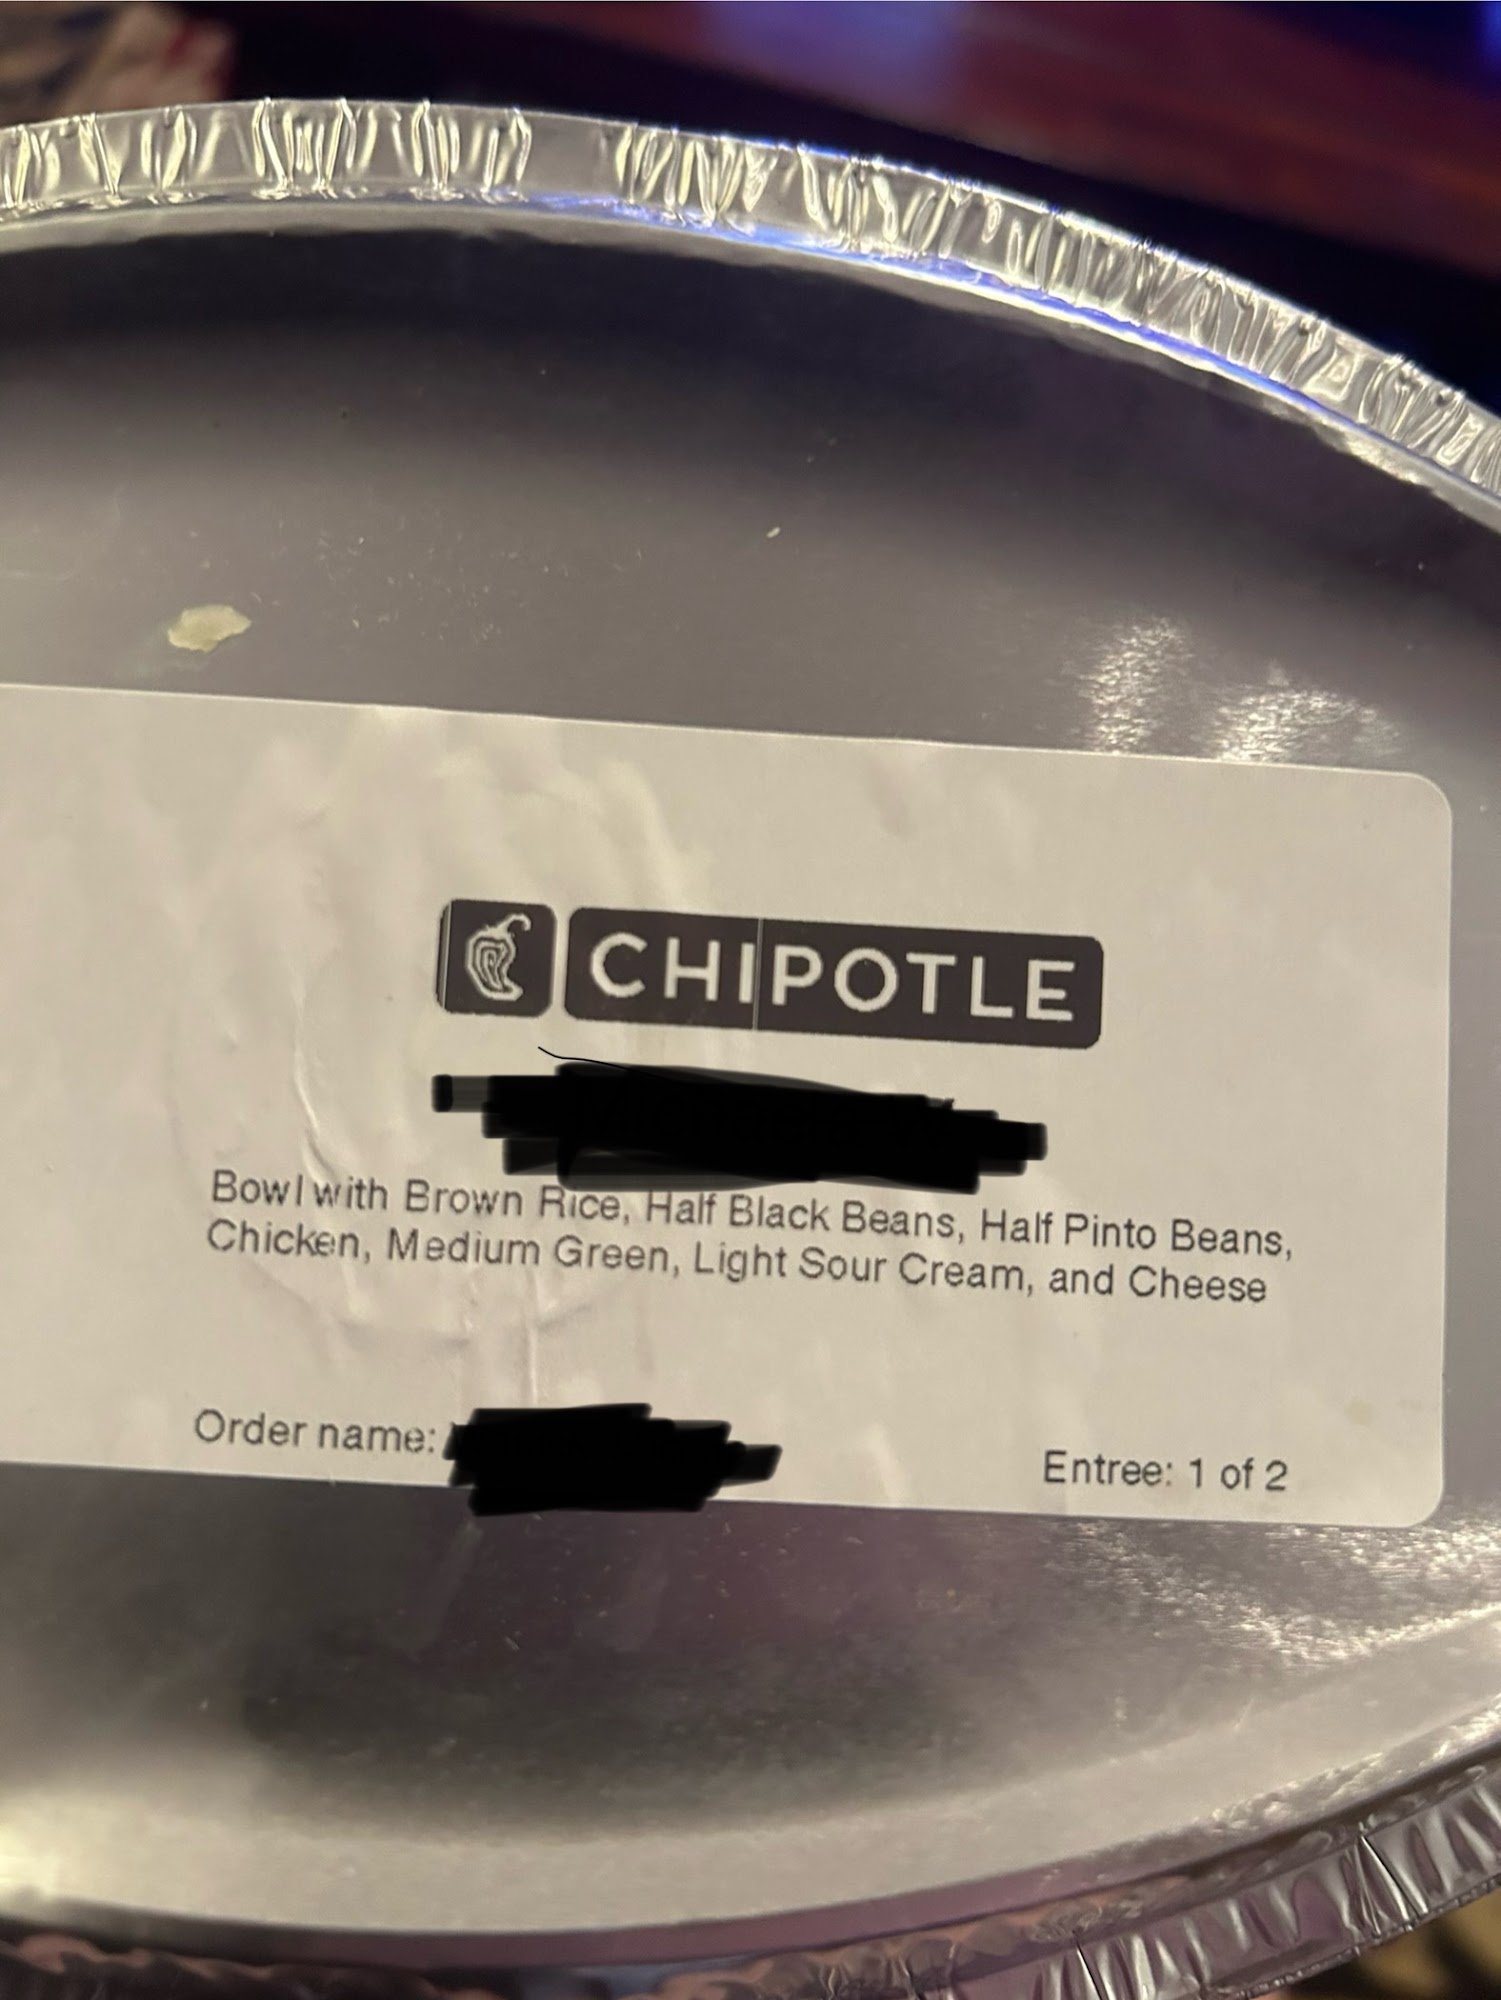 CHIPOTLE
Bowl with Brown Rice, Half Black Beans, Half Pinto Beans,
Chicken, Medium Green, Light Sour Cream, and Cheese
Order name:
Entree: 1 of 2